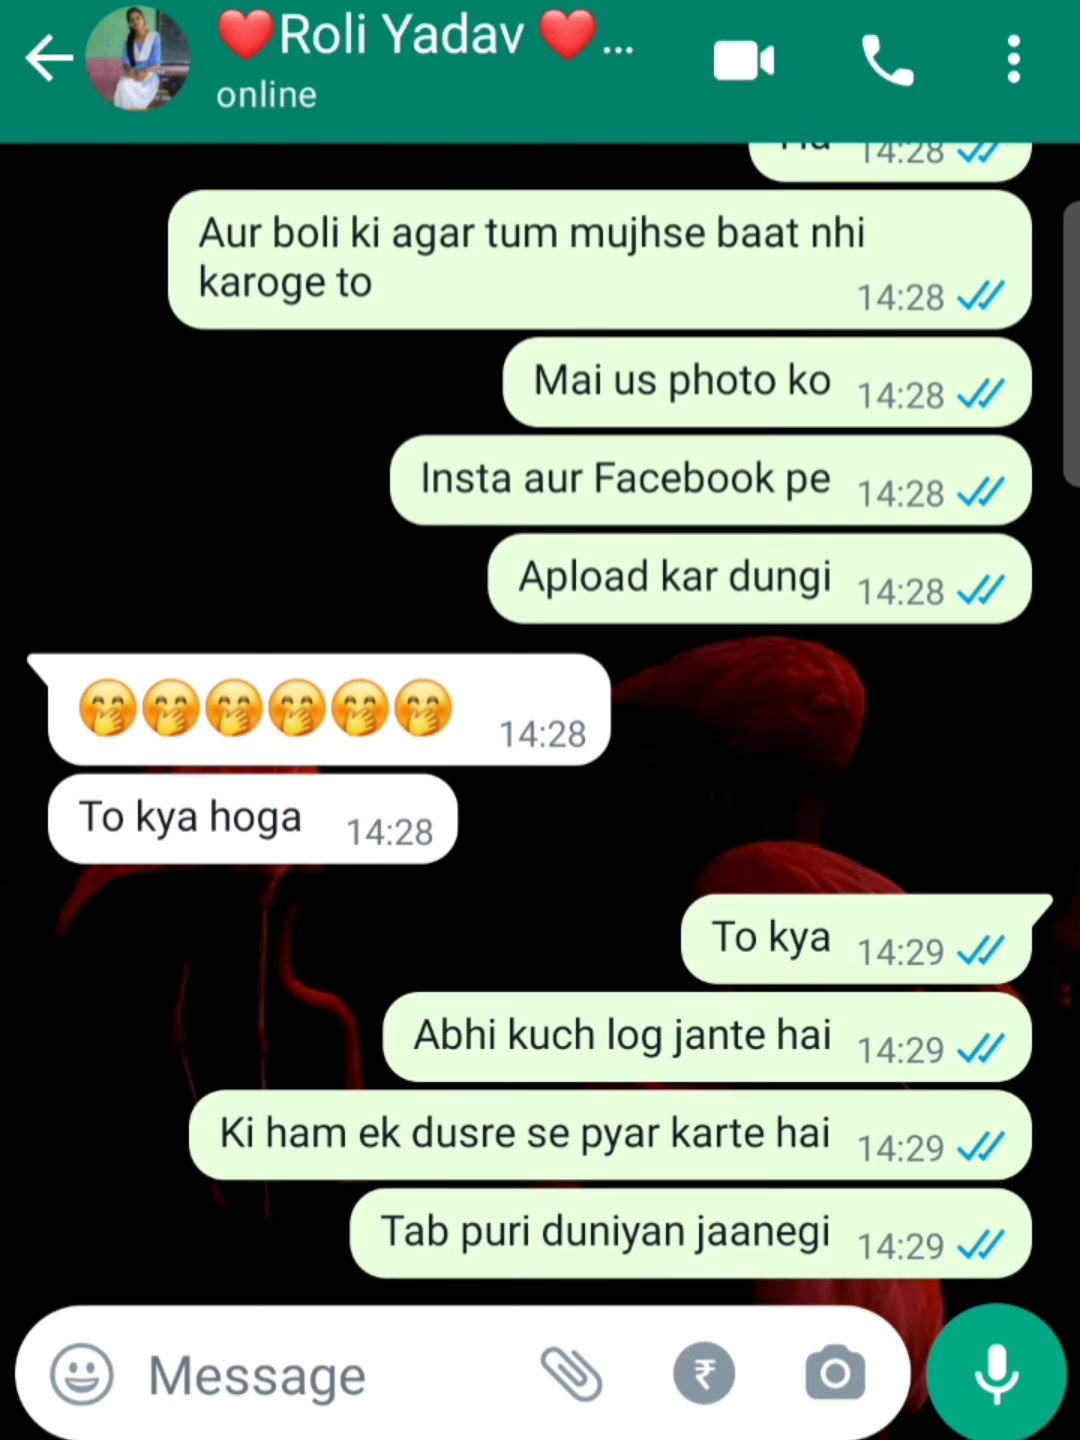 ❤️Roli Yadav ❤️...
online
14:28
Aur boli ki agar tum mujhse baat nhi
karoge to
14:28
Mai us photo ko 14:28
Insta aur Facebook pe 14:28
Apload kar dungi 14:28
🤭🤭🤭🤭🤭🤭 14:28
To kya hoga 14:28
To kya 14:29
Abhi kuch log jante hai 14:29
Ki ham ek dusre se pyar karte hai 14:29
Tab puri duniyan jaanegi 14:29
Message